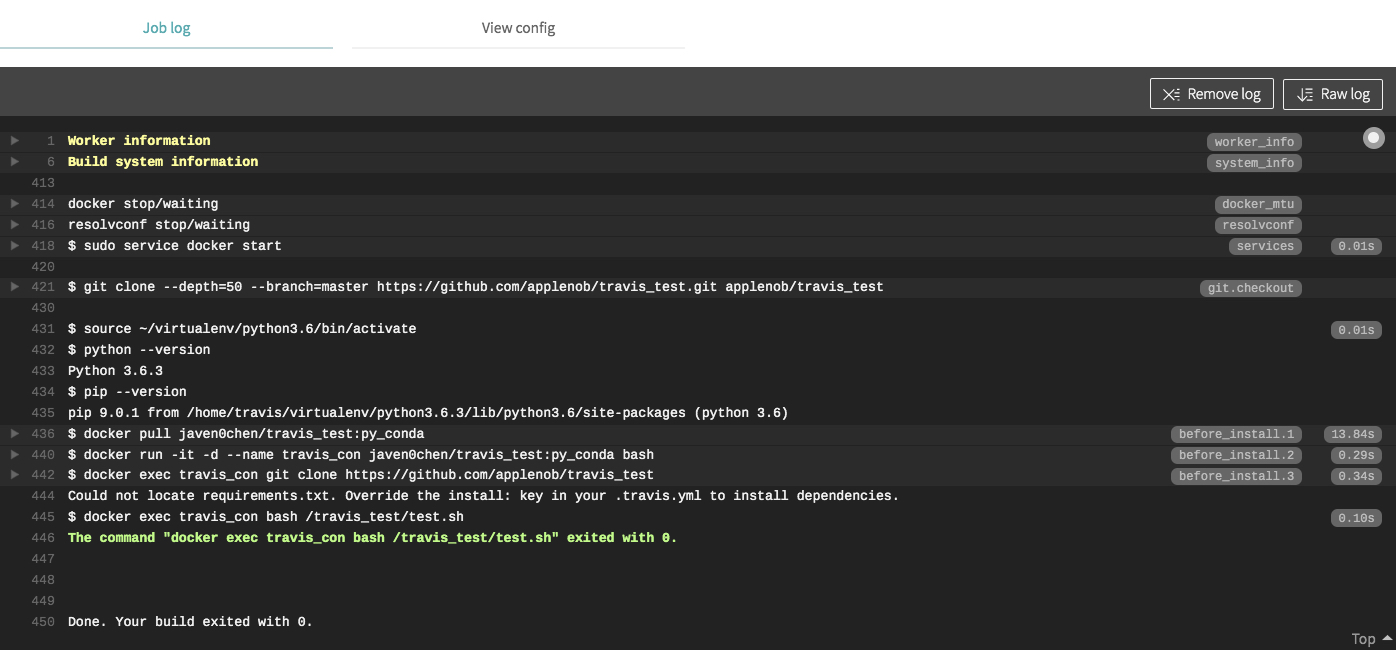 Job log View config
Remove log Raw log
1 Worker information worker_info
6 Build system information system_info
413
414 docker stop/waiting docker_mtu
416 resolvconf stop/waiting resolvconf
418 $ sudo service docker start services 0.01s
420
421 $ git clone --depth=50 --branch=master https://github.com/applenob/travis_test.git applenob/travis_test git.checkout
430
431 $ source ~/virtualenv/python3.6/bin/activate 0.01s
432 $ python --version
433 Python 3.6.3
434 $ pip --version
435 pip 9.0.1 from /home/travis/virtualenv/python3.6.3/lib/python3.6/site-packages (python 3.6)
436 $ docker pull javen0chen/travis_test:py_conda before_install.1 13.84s
440 $ docker run -it -d --name travis_con javen0chen/travis_test:py_conda bash before_install.2 0.29s
442 $ docker exec travis_con git clone https://github.com/applenob/travis_test before_install.3 0.34s
444 Could not locate requirements.txt. Override the install: key in your .travis.yml to install dependencies.
445 $ docker exec travis_con bash /travis_test/test.sh 0.10s
446 The command "docker exec travis_con bash /travis_test/test.sh" exited with 0.
447
448
449
450 Done. Your build exited with 0.
Top